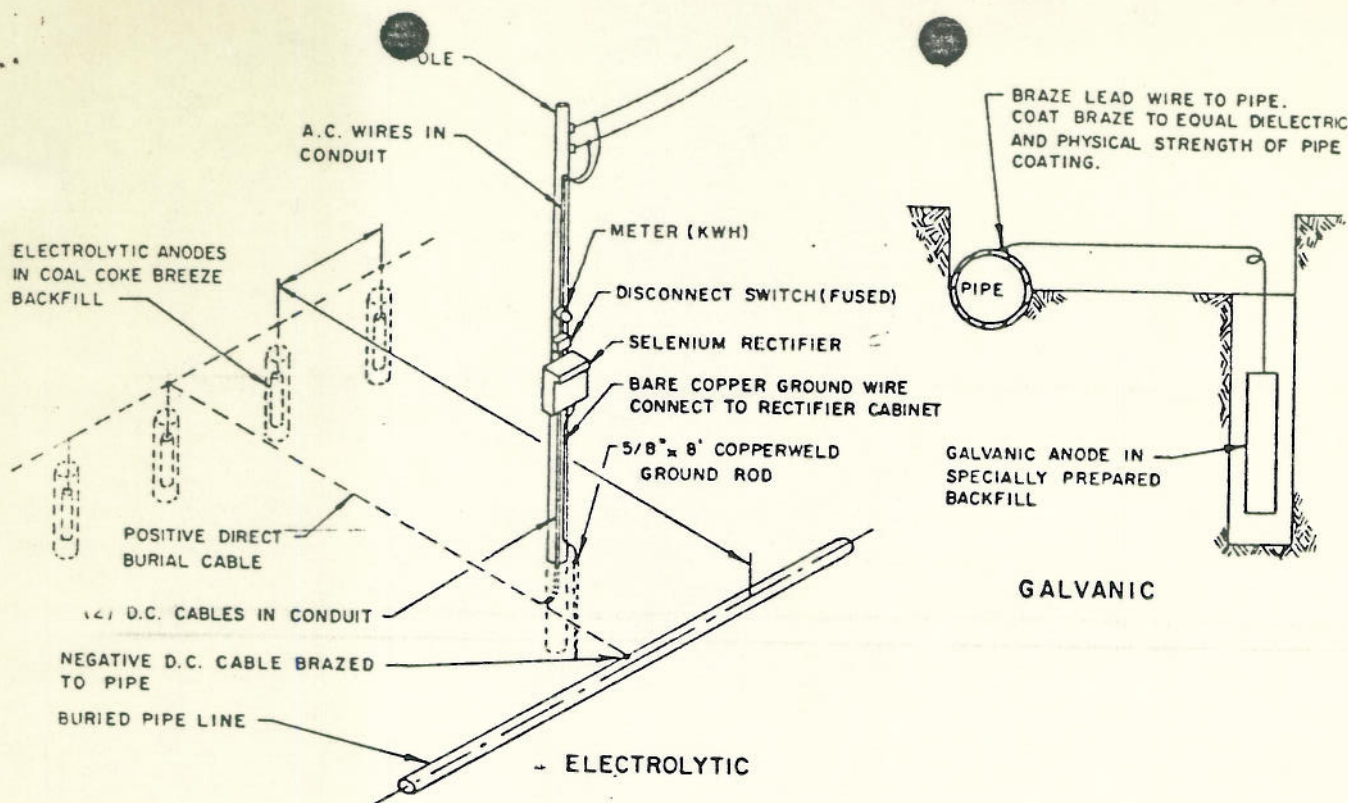 OLE
A.C. WIRES IN
CONDUIT
METER (KWH)
ELECTROLYTIC ANODES
IN COAL COKE BREEZE
BACKFILL
DISCONNECT SWITCH (FUSED)
SELENIUM RECTIFIER
BARE COPPER GROUND WIRE
CONNECT TO RECTIFIER CABINET
5/8" x 8' COPPERWELD
GROUND ROD
POSITIVE DIRECT
BURIAL CABLE
(2) D.C. CABLES IN CONDUIT
NEGATIVE D.C. CABLE BRAZED
TO PIPE
BURIED PIPE LINE
ELECTROLYTIC
BRAZE LEAD WIRE TO PIPE.
COAT BRAZE TO EQUAL DIELECTRIC
AND PHYSICAL STRENGTH OF PIPE
COATING.
PIPE
GALVANIC ANODE IN
SPECIALLY PREPARED
BACKFILL
GALVANIC